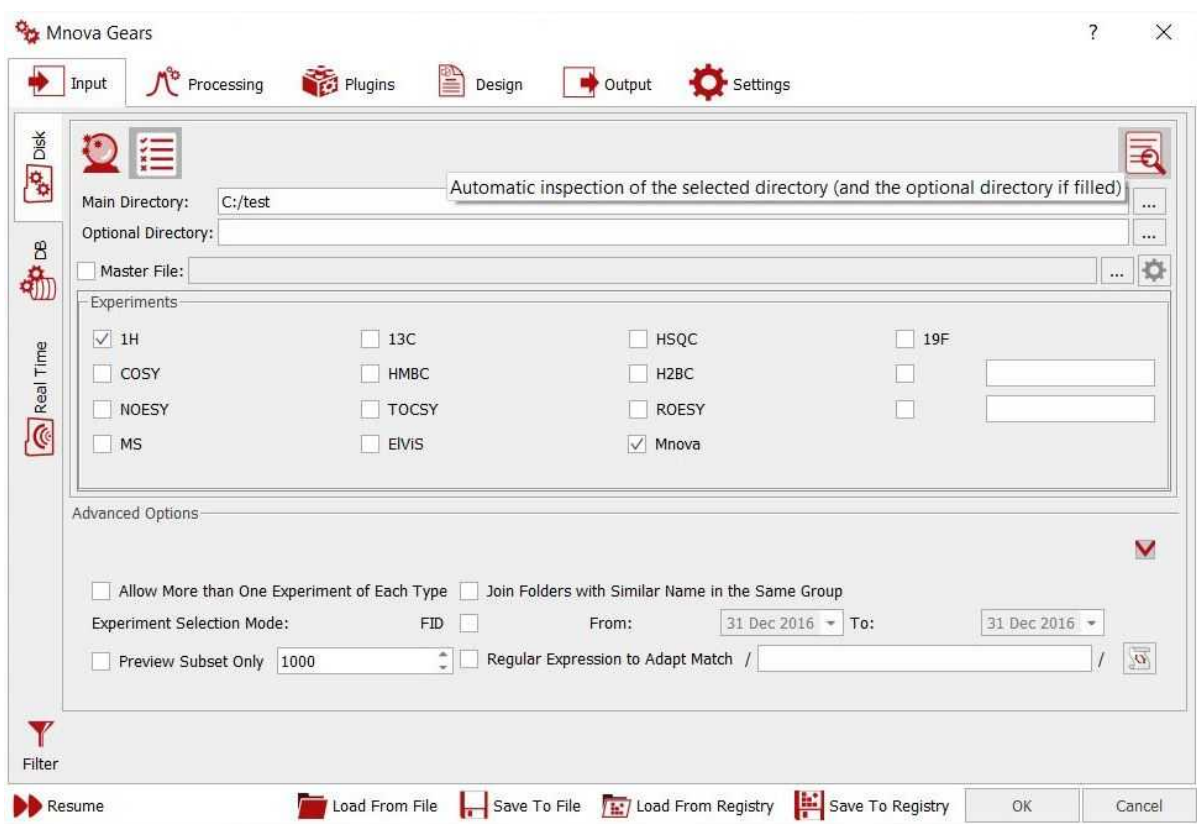 Mnova Gears ?
Input Processing Plugins Design Output Settings
Disk
DB
Real Time
Automatic inspection of the selected directory (and the optional directory if filled)
Main Directory: C:/test ...
Optional Directory: ...
Master File: ...
Experiments
1H 13C HSQC 19F
COSY HMBC H2BC
NOESY TOCSY ROESY
MS ElViS Mnova
Advanced Options
Allow More than One Experiment of Each Type Join Folders with Similar Name in the Same Group
Experiment Selection Mode: FID From: 31 Dec 2016 To: 31 Dec 2016
Preview Subset Only 1000 Regular Expression to Adapt Match / /
Filter
Resume Load From File Save To File Load From Registry Save To Registry OK Cancel